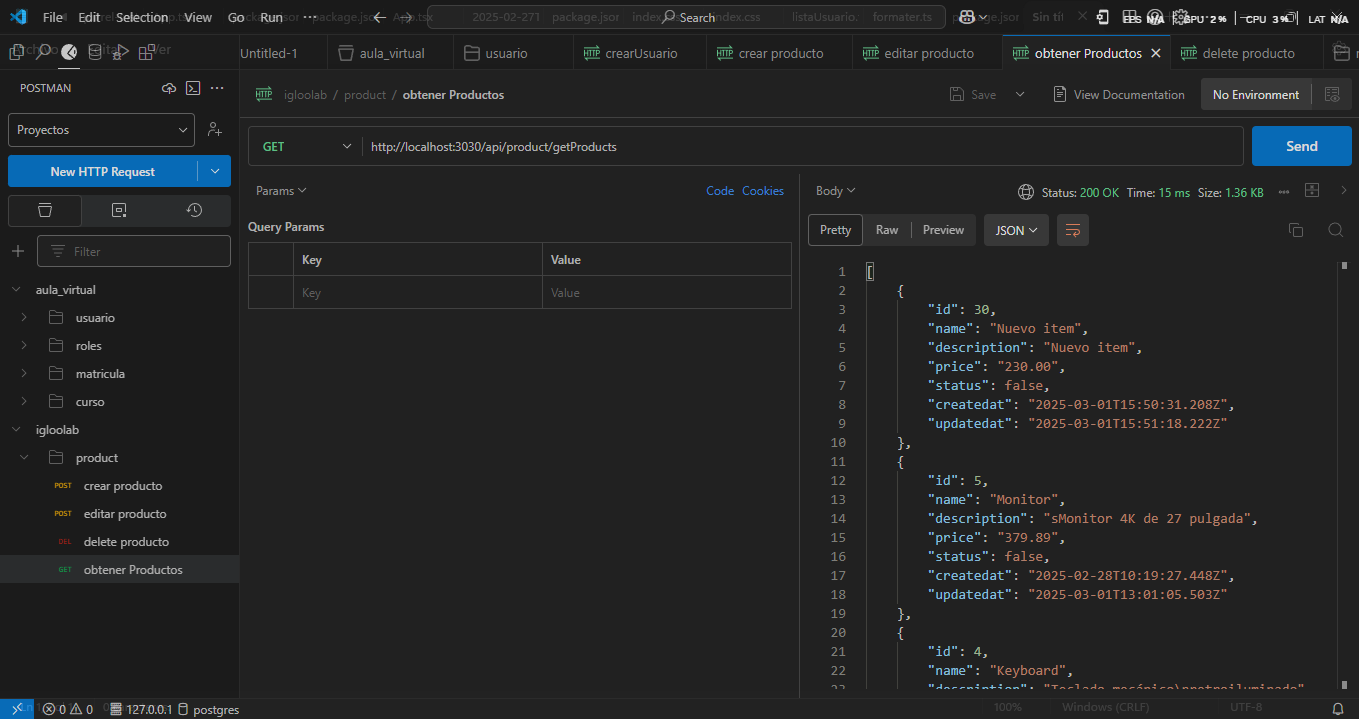 File Edit Selection View Go Run ··· Search
FPS N/A GPU 2 % CPU 3 % LAT N/A
Untitled-1 aula_virtual usuario crearUsuario crear producto editar producto obtener Productos delete producto
POSTMAN
igloolab / product / obtener Productos Save View Documentation No Environment
Proyectos
GET http://localhost:3030/api/product/getProducts Send
New HTTP Request
Params Code Cookies Body Status: 200 OK Time: 15 ms Size: 1.36 KB
Query Params
Pretty Raw Preview JSON
Filter
Key Value
Key Value
aula_virtual
usuario
roles
matricula
curso
igloolab
product
POST crear producto
POST editar producto
DEL delete producto
GET obtener Productos
1 [
2 {
3 "id": 30,
4 "name": "Nuevo item",
5 "description": "Nuevo item",
6 "price": "230.00",
7 "status": false,
8 "createdat": "2025-03-01T15:50:31.208Z",
9 "updatedat": "2025-03-01T15:51:18.222Z"
10 },
11 {
12 "id": 5,
13 "name": "Monitor",
14 "description": "sMonitor 4K de 27 pulgada",
15 "price": "379.89",
16 "status": false,
17 "createdat": "2025-02-28T10:19:27.448Z",
18 "updatedat": "2025-03-01T13:01:05.503Z"
19 },
20 {
21 "id": 4,
22 "name": "Keyboard",
23 "description": "Teclado mecánico\nretroiluminado"
0 0 127.0.0.1 postgres 100% Windows (CRLF) UTF-8